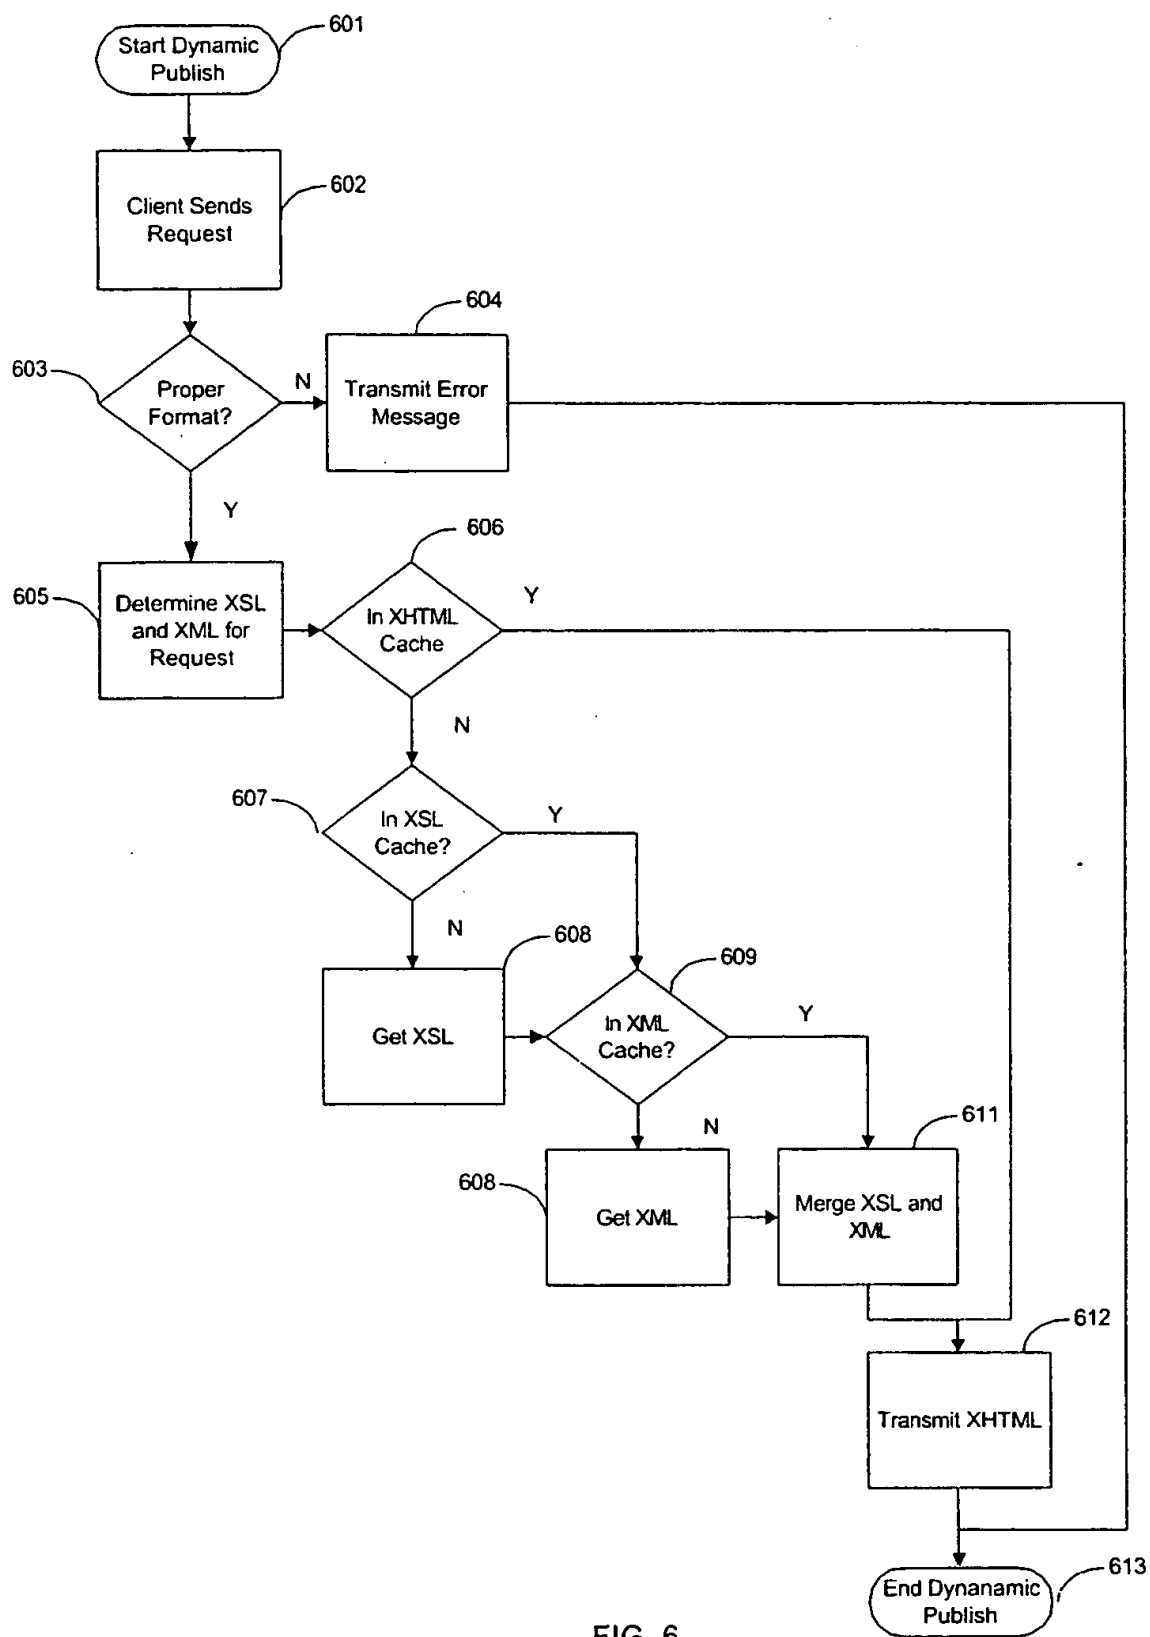 601
Start Dynamic
Publish
602
Client Sends
Request
604
603
Proper
Format?
N
Transmit Error
Message
Y
606
605
Determine XSL
and XML for
Request
In XHTML
Cache
Y
N
607
In XSL
Cache?
Y
N
608
609
Get XSL
In XML
Cache?
Y
N
611
608
Get XML
Merge XSL and
XML
612
Transmit XHTML
613
End Dynanamic
Publish
FIG. 6